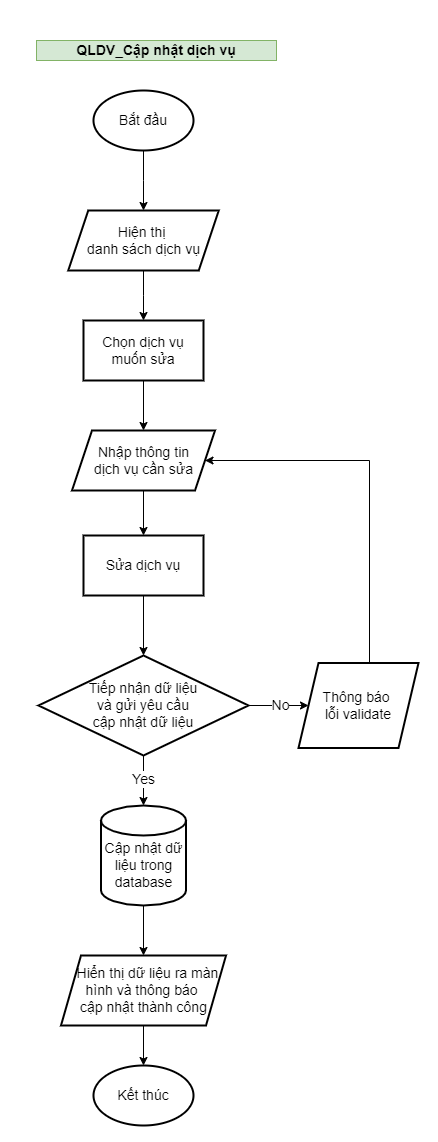 QLDV_Cập nhật dịch vụ
Bắt đầu
Hiện thị
danh sách dịch vụ
Chọn dịch vụ
muốn sửa
Nhập thông tin
dịch vụ cần sửa
Sửa dịch vụ
Tiếp nhận dữ liệu
và gửi yêu cầu
cập nhật dữ liệu
No
Thông báo
lỗi validate
Yes
Cập nhật dữ
liệu trong
database
Hiển thị dữ liệu ra màn
hình và thông báo
cập nhật thành công
Kết thúc